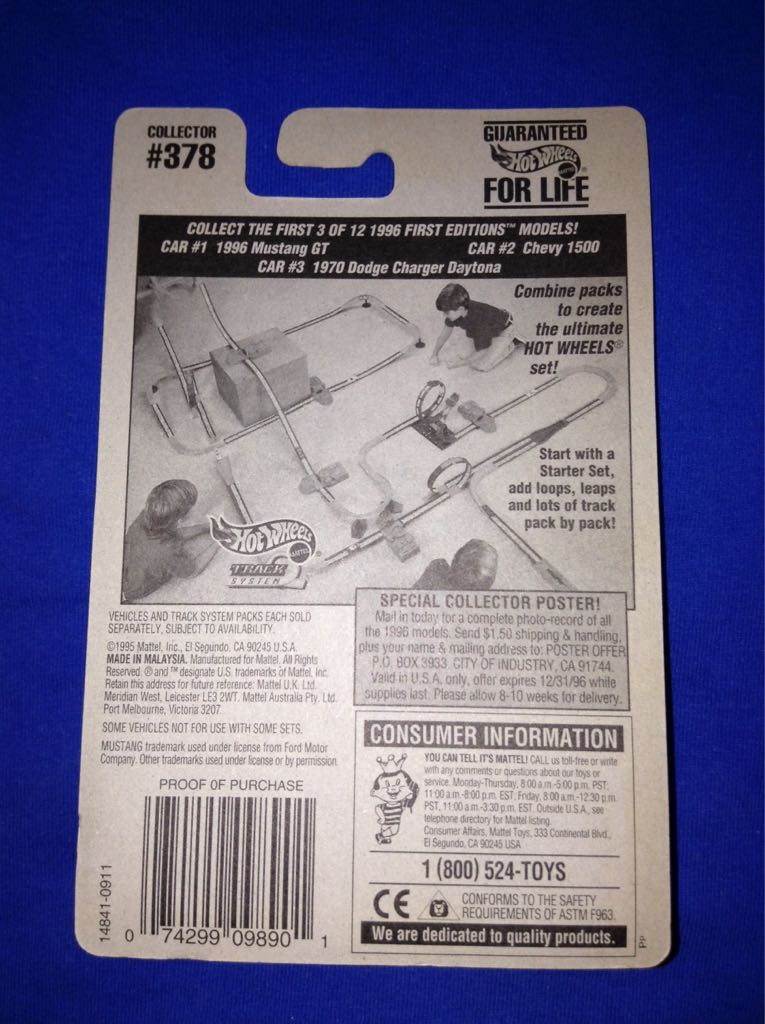 COLLECTOR
#378
GUARANTEED
HOT WHEELS®
MATTEL
FOR LIFE
COLLECT THE FIRST 3 OF 12 1996 FIRST EDITIONS™ MODELS!
CAR #1 1996 Mustang GT CAR #2 Chevy 1500
CAR #3 1970 Dodge Charger Daytona
Combine packs
to create
the ultimate
HOT WHEELS®
set!
Start with a
Starter Set,
add loops, leaps
and lots of track
pack by pack!
HOT WHEELS
MATTEL
TRACK
SYSTEM
VEHICLES AND TRACK SYSTEM PACKS EACH SOLD
SEPARATELY, SUBJECT TO AVAILABILITY.
©1995 Mattel, Inc., El Segundo, CA 90245 U.S.A.
MADE IN MALAYSIA. Manufactured for Mattel. All Rights
Reserved. ® and ™ designate U.S. trademarks of Mattel, Inc.
Retain this address for future reference: Mattel U.K. Ltd.
Meridian West, Leicester LE3 2WT. Mattel Australia Pty. Ltd.
Port Melbourne, Victoria 3207.
SOME VEHICLES NOT FOR USE WITH SOME SETS.
MUSTANG trademark used under license from Ford Motor
Company. Other trademarks used under license or by permission.
SPECIAL COLLECTOR POSTER!
Mail in today for a complete photo-record of all
the 1996 models. Send $1.50 shipping & handling,
plus your name & mailing address to: POSTER OFFER
P.O. BOX 3933, CITY OF INDUSTRY, CA 91744.
Valid in U.S.A. only, offer expires 12/31/96 while
supplies last. Please allow 8-10 weeks for delivery.
CONSUMER INFORMATION
YOU CAN TELL IT'S MATTEL! CALL us toll-free or write
with any comments or questions about our toys or
service. Monday-Thursday, 8:00 a.m.-5:00 p.m. PST,
11:00 a.m.-8:00 p.m. EST, Friday, 8:00 a.m.-12:30 p.m.
PST, 11:00 a.m.-3:30 p.m. EST. Outside U.S.A., see
telephone directory for Mattel listing.
Consumer Affairs, Mattel Toys, 333 Continental Blvd.,
El Segundo, CA 90245 USA
1 (800) 524-TOYS
CE
CONFORMS TO THE SAFETY
REQUIREMENTS OF ASTM F963.
We are dedicated to quality products.
PP
PROOF OF PURCHASE
14841-0911
0 74299 09890 1